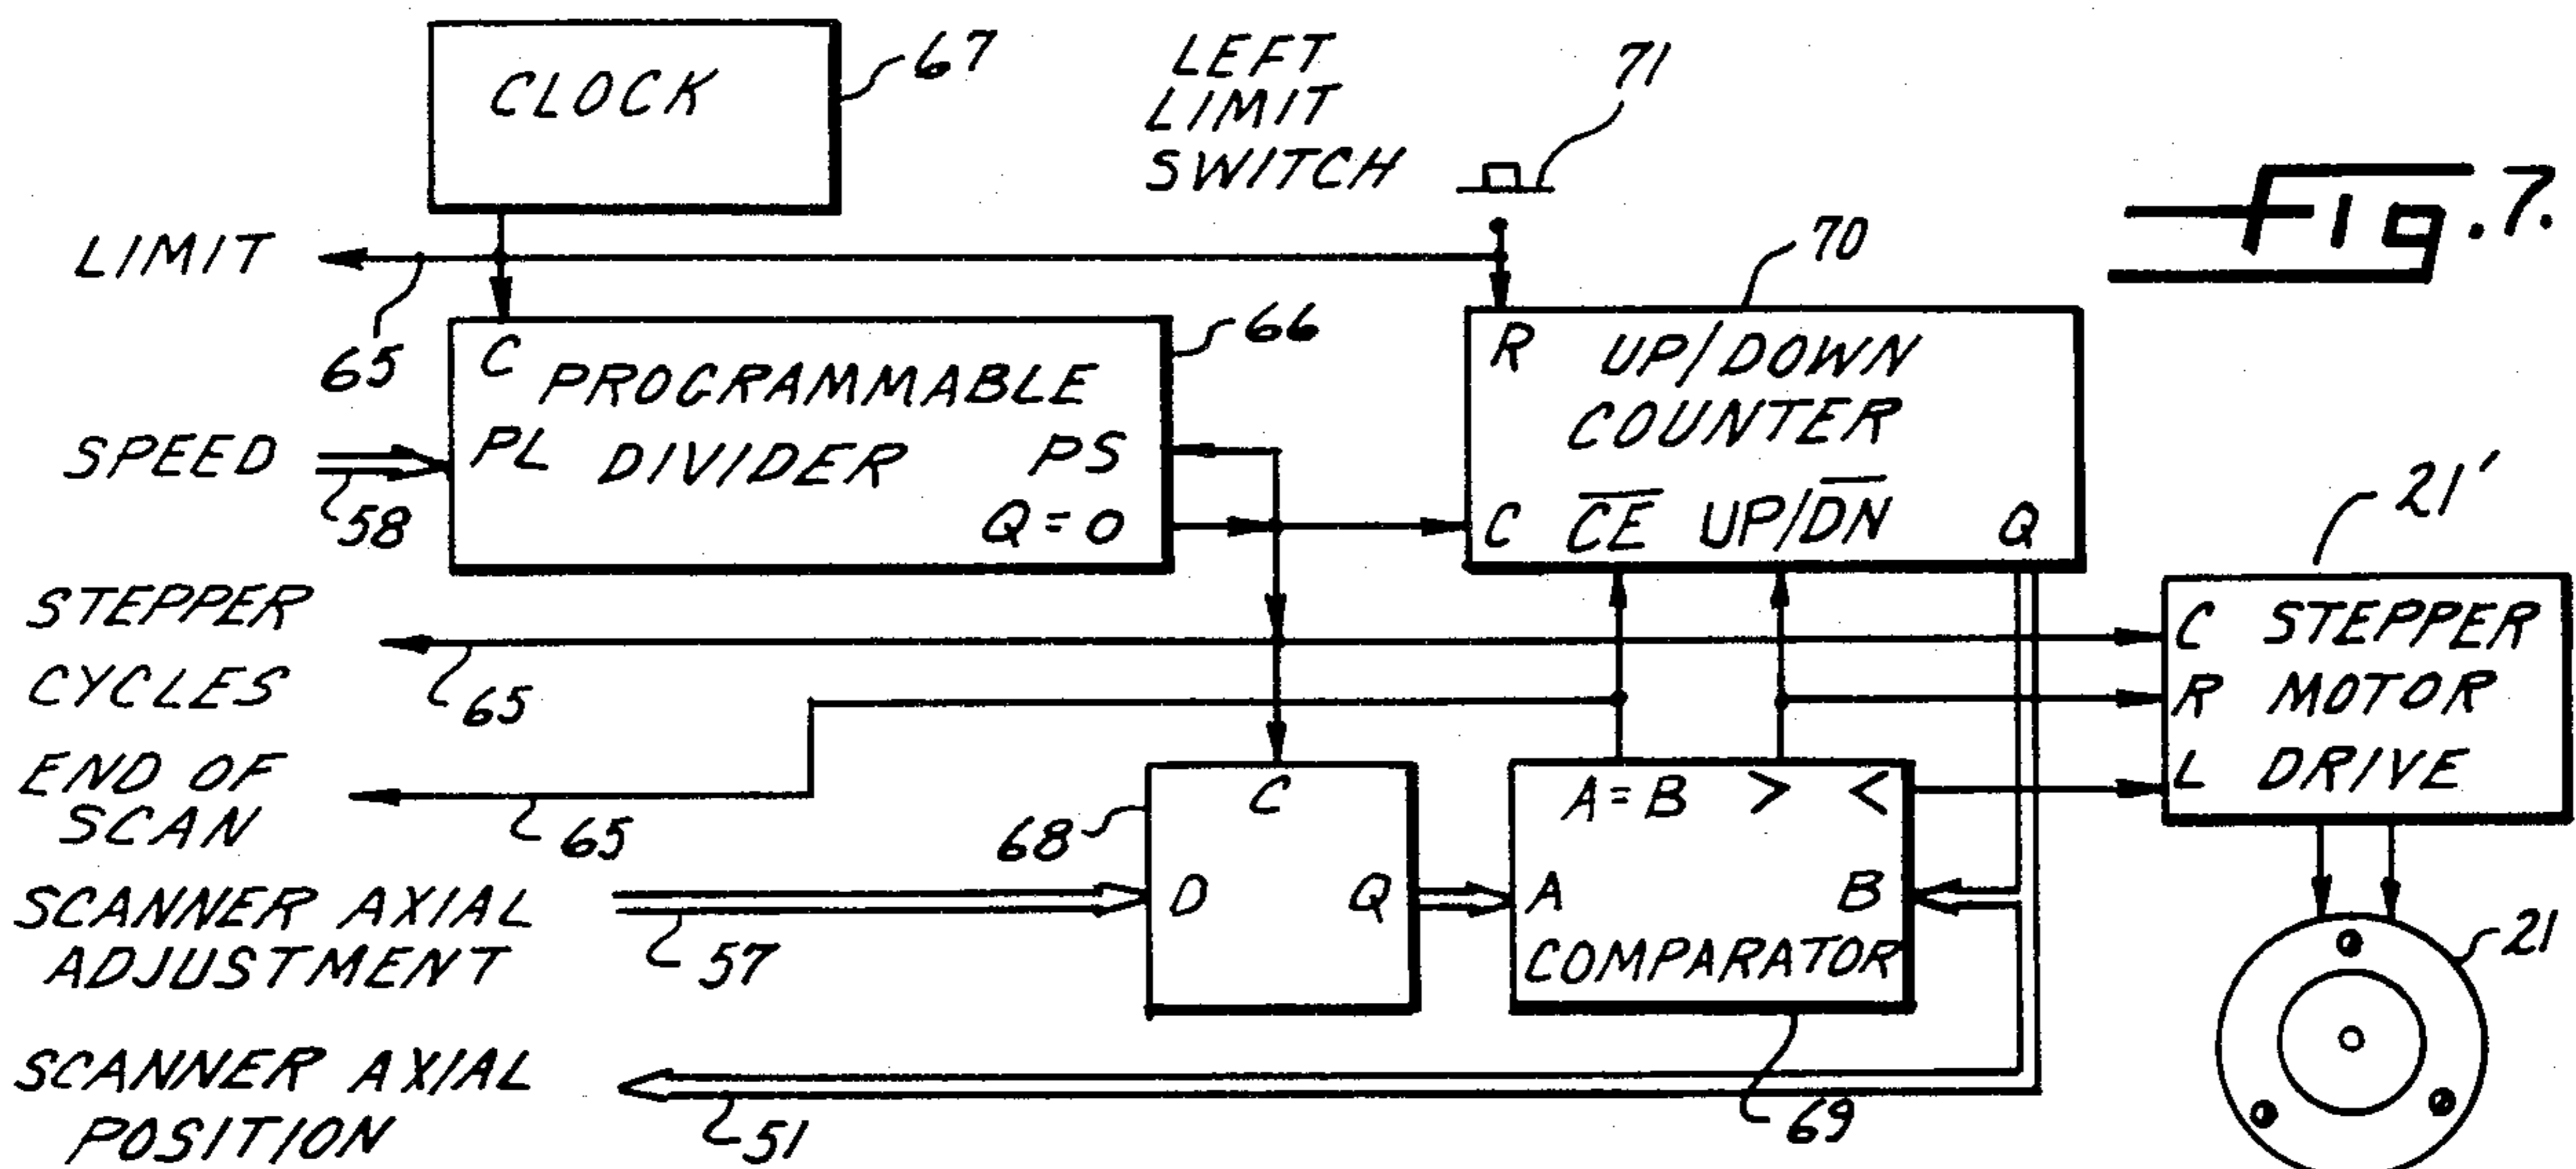 CLOCK
67
LEFT
LIMIT
SWITCH
71
Fig. 7.
LIMIT
65
70
C
PROGRAMMABLE
DIVIDER
66
PL
PS
Q = 0
SPEED
58
R
UP/DOWN
COUNTER
C
C̅E̅
UP/D̅N̅
Q
21'
STEPPER
CYCLES
65
C STEPPER
R MOTOR
L DRIVE
END OF
SCAN
65
68
C
D
Q
A=B
>
<
A
B
COMPARATOR
69
21
SCANNER AXIAL
ADJUSTMENT
57
SCANNER AXIAL
POSITION
51